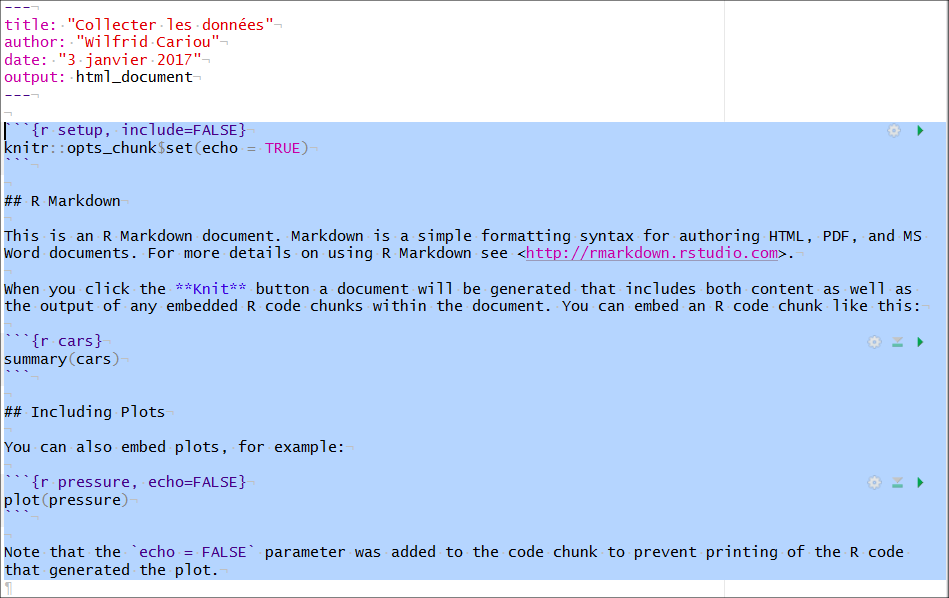 ---
title: "Collecter les données"
author: "Wilfrid Cariou"
date: "3 janvier 2017"
output: html_document
---
```{r setup, include=FALSE}
knitr::opts_chunk$set(echo = TRUE)
```
## R Markdown
This is an R Markdown document. Markdown is a simple formatting syntax for authoring HTML, PDF, and MS
Word documents. For more details on using R Markdown see <http://rmarkdown.rstudio.com>.
When you click the **Knit** button a document will be generated that includes both content as well as
the output of any embedded R code chunks within the document. You can embed an R code chunk like this:
```{r cars}
summary(cars)
```
## Including Plots
You can also embed plots, for example:
```{r pressure, echo=FALSE}
plot(pressure)
```
Note that the `echo = FALSE` parameter was added to the code chunk to prevent printing of the R code
that generated the plot.